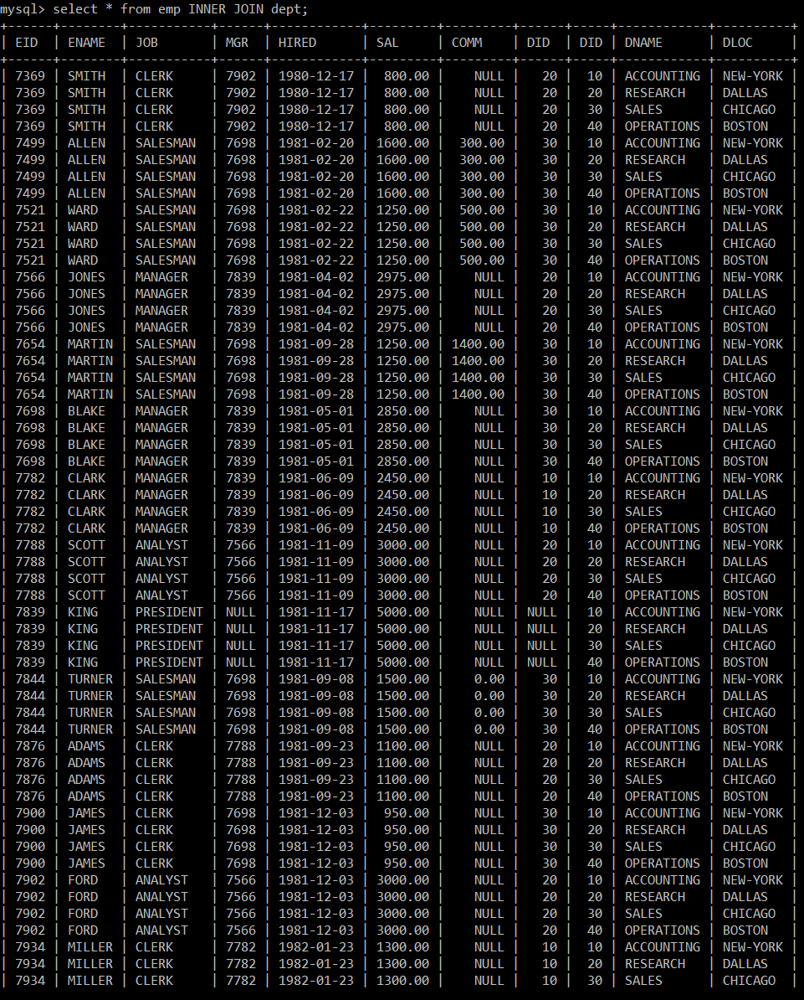 mysql> select * from emp INNER JOIN dept;
+------+--------+-----------+------+------------+---------+---------+------+-----+------------+----------+
| EID  | ENAME  | JOB       | MGR  | HIRED      | SAL     | COMM    | DID  | DID | DNAME      | DLOC     |
+------+--------+-----------+------+------------+---------+---------+------+-----+------------+----------+
| 7369 | SMITH  | CLERK     | 7902 | 1980-12-17 |  800.00 |    NULL |   20 |  10 | ACCOUNTING | NEW-YORK |
| 7369 | SMITH  | CLERK     | 7902 | 1980-12-17 |  800.00 |    NULL |   20 |  20 | RESEARCH   | DALLAS   |
| 7369 | SMITH  | CLERK     | 7902 | 1980-12-17 |  800.00 |    NULL |   20 |  30 | SALES      | CHICAGO  |
| 7369 | SMITH  | CLERK     | 7902 | 1980-12-17 |  800.00 |    NULL |   20 |  40 | OPERATIONS | BOSTON   |
| 7499 | ALLEN  | SALESMAN  | 7698 | 1981-02-20 | 1600.00 |  300.00 |   30 |  10 | ACCOUNTING | NEW-YORK |
| 7499 | ALLEN  | SALESMAN  | 7698 | 1981-02-20 | 1600.00 |  300.00 |   30 |  20 | RESEARCH   | DALLAS   |
| 7499 | ALLEN  | SALESMAN  | 7698 | 1981-02-20 | 1600.00 |  300.00 |   30 |  30 | SALES      | CHICAGO  |
| 7499 | ALLEN  | SALESMAN  | 7698 | 1981-02-20 | 1600.00 |  300.00 |   30 |  40 | OPERATIONS | BOSTON   |
| 7521 | WARD   | SALESMAN  | 7698 | 1981-02-22 | 1250.00 |  500.00 |   30 |  10 | ACCOUNTING | NEW-YORK |
| 7521 | WARD   | SALESMAN  | 7698 | 1981-02-22 | 1250.00 |  500.00 |   30 |  20 | RESEARCH   | DALLAS   |
| 7521 | WARD   | SALESMAN  | 7698 | 1981-02-22 | 1250.00 |  500.00 |   30 |  30 | SALES      | CHICAGO  |
| 7521 | WARD   | SALESMAN  | 7698 | 1981-02-22 | 1250.00 |  500.00 |   30 |  40 | OPERATIONS | BOSTON   |
| 7566 | JONES  | MANAGER   | 7839 | 1981-04-02 | 2975.00 |    NULL |   20 |  10 | ACCOUNTING | NEW-YORK |
| 7566 | JONES  | MANAGER   | 7839 | 1981-04-02 | 2975.00 |    NULL |   20 |  20 | RESEARCH   | DALLAS   |
| 7566 | JONES  | MANAGER   | 7839 | 1981-04-02 | 2975.00 |    NULL |   20 |  30 | SALES      | CHICAGO  |
| 7566 | JONES  | MANAGER   | 7839 | 1981-04-02 | 2975.00 |    NULL |   20 |  40 | OPERATIONS | BOSTON   |
| 7654 | MARTIN | SALESMAN  | 7698 | 1981-09-28 | 1250.00 | 1400.00 |   30 |  10 | ACCOUNTING | NEW-YORK |
| 7654 | MARTIN | SALESMAN  | 7698 | 1981-09-28 | 1250.00 | 1400.00 |   30 |  20 | RESEARCH   | DALLAS   |
| 7654 | MARTIN | SALESMAN  | 7698 | 1981-09-28 | 1250.00 | 1400.00 |   30 |  30 | SALES      | CHICAGO  |
| 7654 | MARTIN | SALESMAN  | 7698 | 1981-09-28 | 1250.00 | 1400.00 |   30 |  40 | OPERATIONS | BOSTON   |
| 7698 | BLAKE  | MANAGER   | 7839 | 1981-05-01 | 2850.00 |    NULL |   30 |  10 | ACCOUNTING | NEW-YORK |
| 7698 | BLAKE  | MANAGER   | 7839 | 1981-05-01 | 2850.00 |    NULL |   30 |  20 | RESEARCH   | DALLAS   |
| 7698 | BLAKE  | MANAGER   | 7839 | 1981-05-01 | 2850.00 |    NULL |   30 |  30 | SALES      | CHICAGO  |
| 7698 | BLAKE  | MANAGER   | 7839 | 1981-05-01 | 2850.00 |    NULL |   30 |  40 | OPERATIONS | BOSTON   |
| 7782 | CLARK  | MANAGER   | 7839 | 1981-06-09 | 2450.00 |    NULL |   10 |  10 | ACCOUNTING | NEW-YORK |
| 7782 | CLARK  | MANAGER   | 7839 | 1981-06-09 | 2450.00 |    NULL |   10 |  20 | RESEARCH   | DALLAS   |
| 7782 | CLARK  | MANAGER   | 7839 | 1981-06-09 | 2450.00 |    NULL |   10 |  30 | SALES      | CHICAGO  |
| 7782 | CLARK  | MANAGER   | 7839 | 1981-06-09 | 2450.00 |    NULL |   10 |  40 | OPERATIONS | BOSTON   |
| 7788 | SCOTT  | ANALYST   | 7566 | 1981-11-09 | 3000.00 |    NULL |   20 |  10 | ACCOUNTING | NEW-YORK |
| 7788 | SCOTT  | ANALYST   | 7566 | 1981-11-09 | 3000.00 |    NULL |   20 |  20 | RESEARCH   | DALLAS   |
| 7788 | SCOTT  | ANALYST   | 7566 | 1981-11-09 | 3000.00 |    NULL |   20 |  30 | SALES      | CHICAGO  |
| 7788 | SCOTT  | ANALYST   | 7566 | 1981-11-09 | 3000.00 |    NULL |   20 |  40 | OPERATIONS | BOSTON   |
| 7839 | KING   | PRESIDENT | NULL | 1981-11-17 | 5000.00 |    NULL | NULL |  10 | ACCOUNTING | NEW-YORK |
| 7839 | KING   | PRESIDENT | NULL | 1981-11-17 | 5000.00 |    NULL | NULL |  20 | RESEARCH   | DALLAS   |
| 7839 | KING   | PRESIDENT | NULL | 1981-11-17 | 5000.00 |    NULL | NULL |  30 | SALES      | CHICAGO  |
| 7839 | KING   | PRESIDENT | NULL | 1981-11-17 | 5000.00 |    NULL | NULL |  40 | OPERATIONS | BOSTON   |
| 7844 | TURNER | SALESMAN  | 7698 | 1981-09-08 | 1500.00 |    0.00 |   30 |  10 | ACCOUNTING | NEW-YORK |
| 7844 | TURNER | SALESMAN  | 7698 | 1981-09-08 | 1500.00 |    0.00 |   30 |  20 | RESEARCH   | DALLAS   |
| 7844 | TURNER | SALESMAN  | 7698 | 1981-09-08 | 1500.00 |    0.00 |   30 |  30 | SALES      | CHICAGO  |
| 7844 | TURNER | SALESMAN  | 7698 | 1981-09-08 | 1500.00 |    0.00 |   30 |  40 | OPERATIONS | BOSTON   |
| 7876 | ADAMS  | CLERK     | 7788 | 1981-09-23 | 1100.00 |    NULL |   20 |  10 | ACCOUNTING | NEW-YORK |
| 7876 | ADAMS  | CLERK     | 7788 | 1981-09-23 | 1100.00 |    NULL |   20 |  20 | RESEARCH   | DALLAS   |
| 7876 | ADAMS  | CLERK     | 7788 | 1981-09-23 | 1100.00 |    NULL |   20 |  30 | SALES      | CHICAGO  |
| 7876 | ADAMS  | CLERK     | 7788 | 1981-09-23 | 1100.00 |    NULL |   20 |  40 | OPERATIONS | BOSTON   |
| 7900 | JAMES  | CLERK     | 7698 | 1981-12-03 |  950.00 |    NULL |   30 |  10 | ACCOUNTING | NEW-YORK |
| 7900 | JAMES  | CLERK     | 7698 | 1981-12-03 |  950.00 |    NULL |   30 |  20 | RESEARCH   | DALLAS   |
| 7900 | JAMES  | CLERK     | 7698 | 1981-12-03 |  950.00 |    NULL |   30 |  30 | SALES      | CHICAGO  |
| 7900 | JAMES  | CLERK     | 7698 | 1981-12-03 |  950.00 |    NULL |   30 |  40 | OPERATIONS | BOSTON   |
| 7902 | FORD   | ANALYST   | 7566 | 1981-12-03 | 3000.00 |    NULL |   20 |  10 | ACCOUNTING | NEW-YORK |
| 7902 | FORD   | ANALYST   | 7566 | 1981-12-03 | 3000.00 |    NULL |   20 |  20 | RESEARCH   | DALLAS   |
| 7902 | FORD   | ANALYST   | 7566 | 1981-12-03 | 3000.00 |    NULL |   20 |  30 | SALES      | CHICAGO  |
| 7902 | FORD   | ANALYST   | 7566 | 1981-12-03 | 3000.00 |    NULL |   20 |  40 | OPERATIONS | BOSTON   |
| 7934 | MILLER | CLERK     | 7782 | 1982-01-23 | 1300.00 |    NULL |   10 |  10 | ACCOUNTING | NEW-YORK |
| 7934 | MILLER | CLERK     | 7782 | 1982-01-23 | 1300.00 |    NULL |   10 |  20 | RESEARCH   | DALLAS   |
| 7934 | MILLER | CLERK     | 7782 | 1982-01-23 | 1300.00 |    NULL |   10 |  30 | SALES      | CHICAGO  |